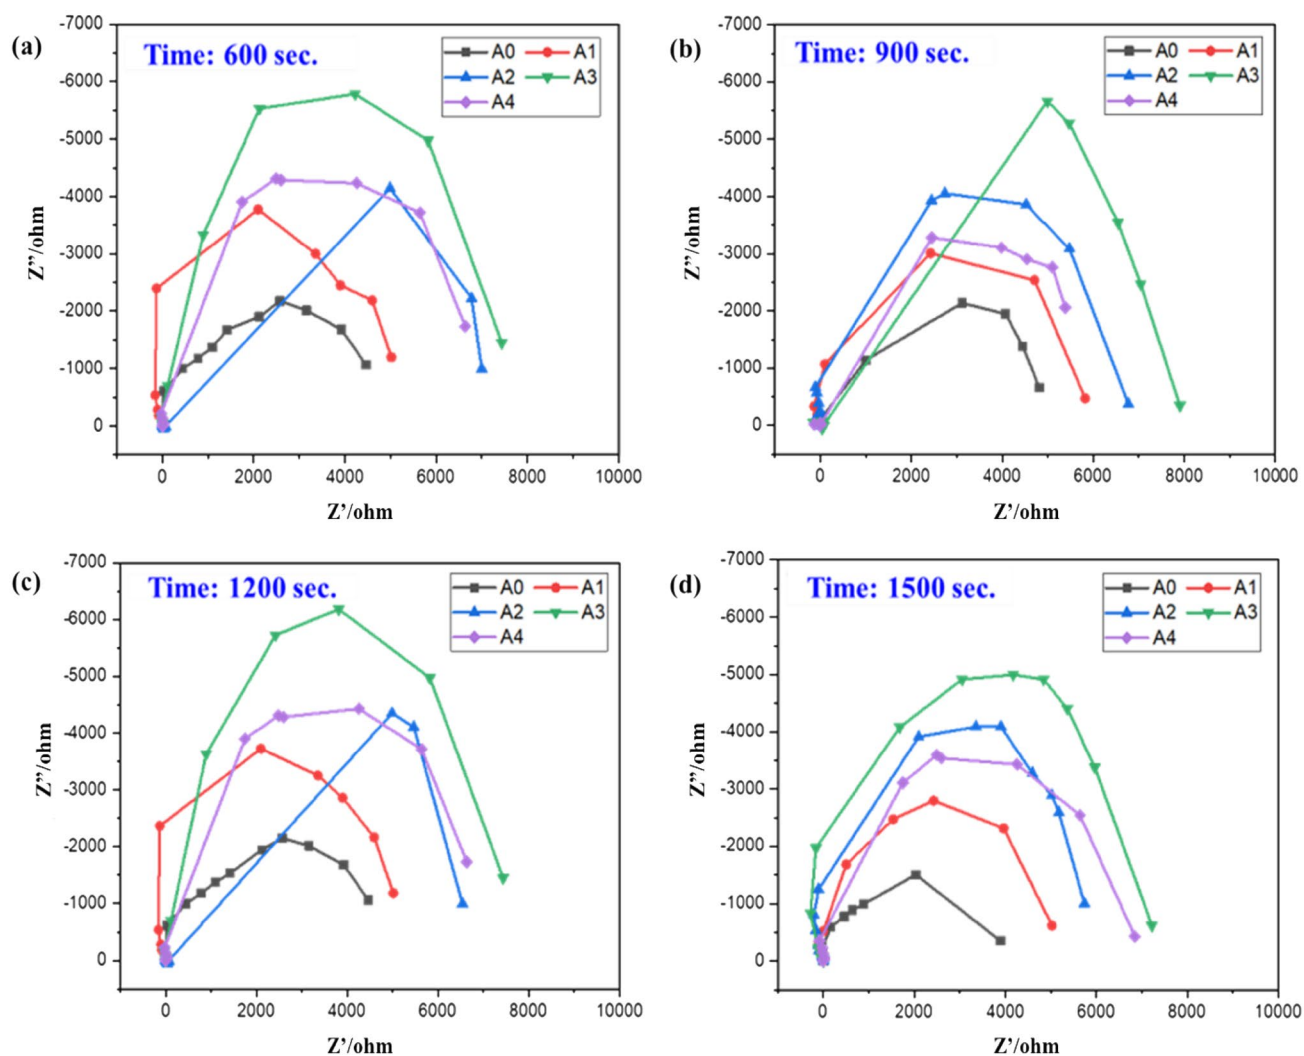 (a)
Time: 600 sec.
A0 A1
A2 A3
A4
-7000
-6000
-5000
-4000
-3000
-2000
-1000
0
Z”/ohm
0 2000 4000 6000 8000 10000
Z’/ohm
(b)
Time: 900 sec.
A0 A1
A2 A3
A4
-7000
-6000
-5000
-4000
-3000
-2000
-1000
0
Z”/ohm
0 2000 4000 6000 8000 10000
Z’/ohm
(c)
Time: 1200 sec.
A0 A1
A2 A3
A4
-7000
-6000
-5000
-4000
-3000
-2000
-1000
0
Z”/ohm
0 2000 4000 6000 8000 10000
Z’/ohm
(d)
Time: 1500 sec.
A0 A1
A2 A3
A4
-7000
-6000
-5000
-4000
-3000
-2000
-1000
0
Z”/ohm
0 2000 4000 6000 8000 10000
Z’/ohm